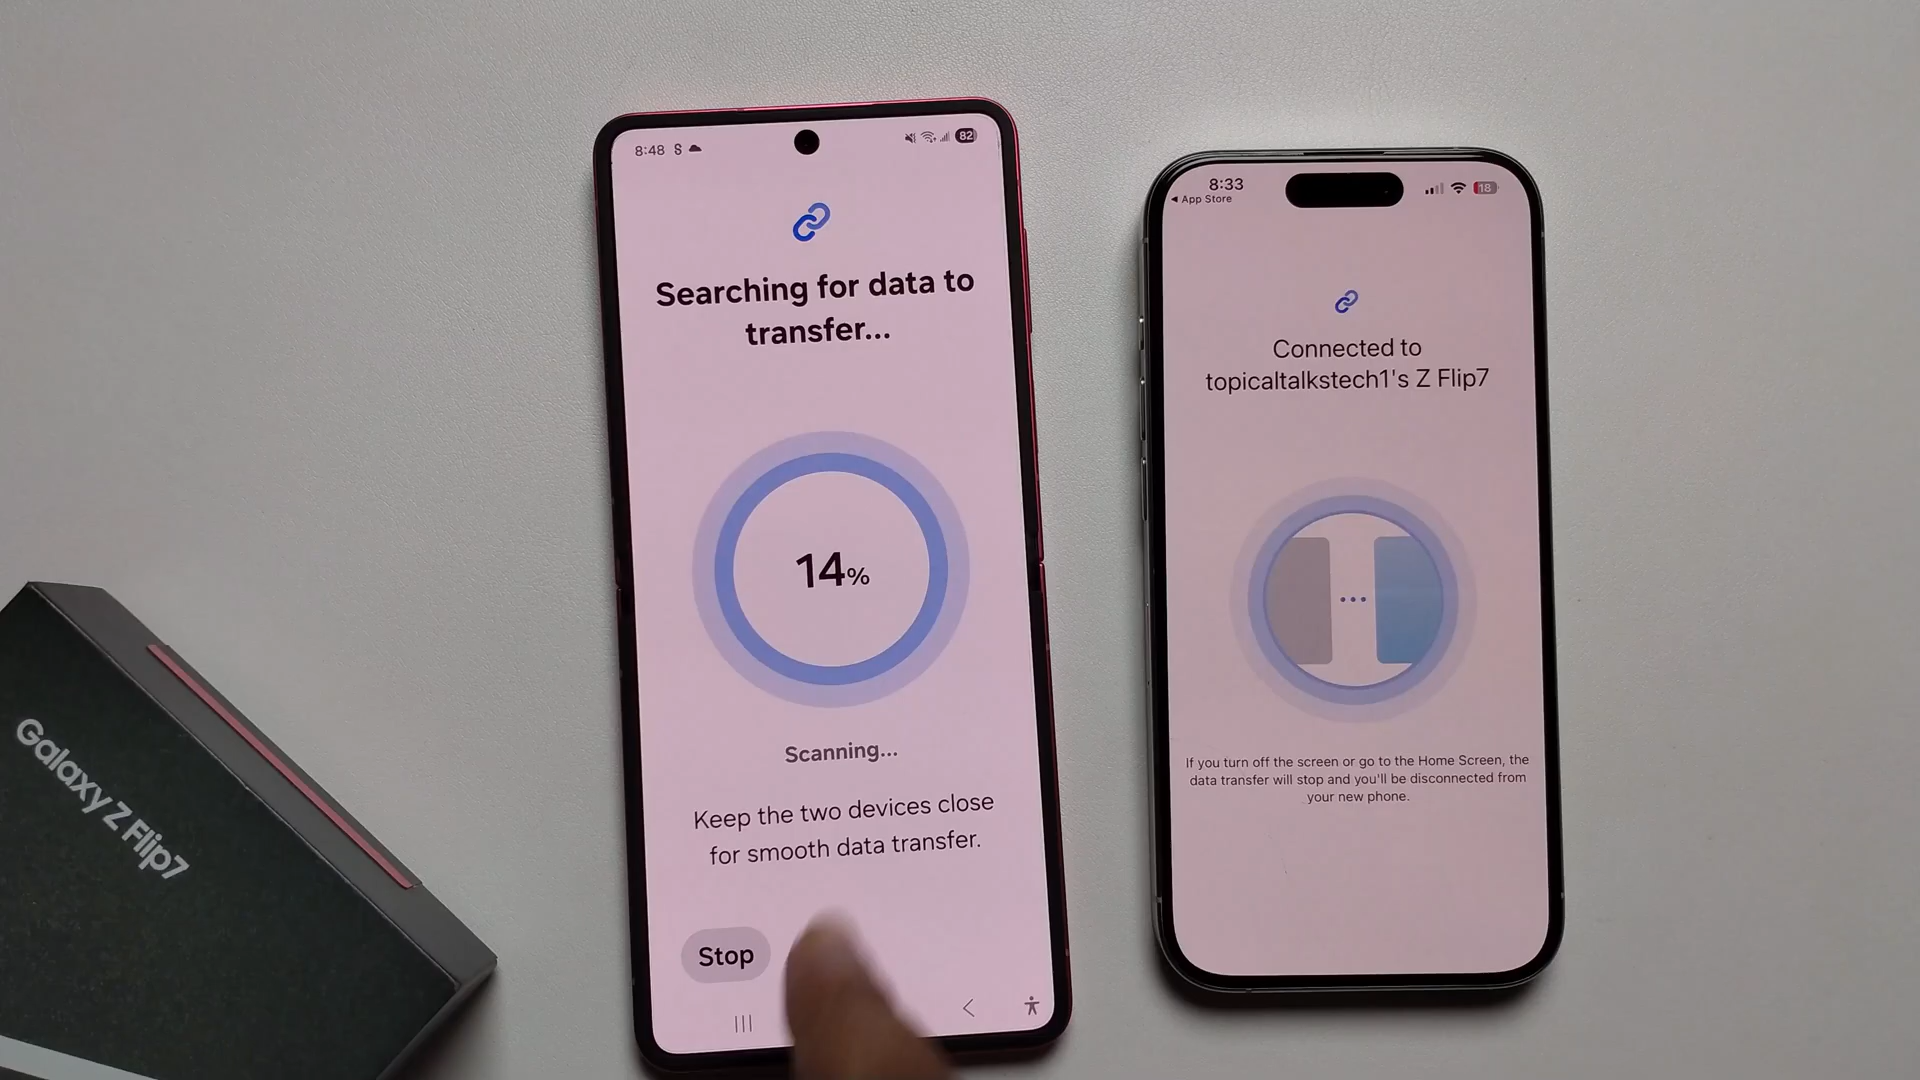 8:48
82
Searching for data to
transfer...
14%
Scanning...
Keep the two devices close
for smooth data transfer.
Stop
8:33
18
◀ App Store
Connected to
topicaltalkstech1's Z Flip7
If you turn off the screen or go to the Home Screen, the
data transfer will stop and you'll be disconnected from
your new phone.
Galaxy Z Flip7